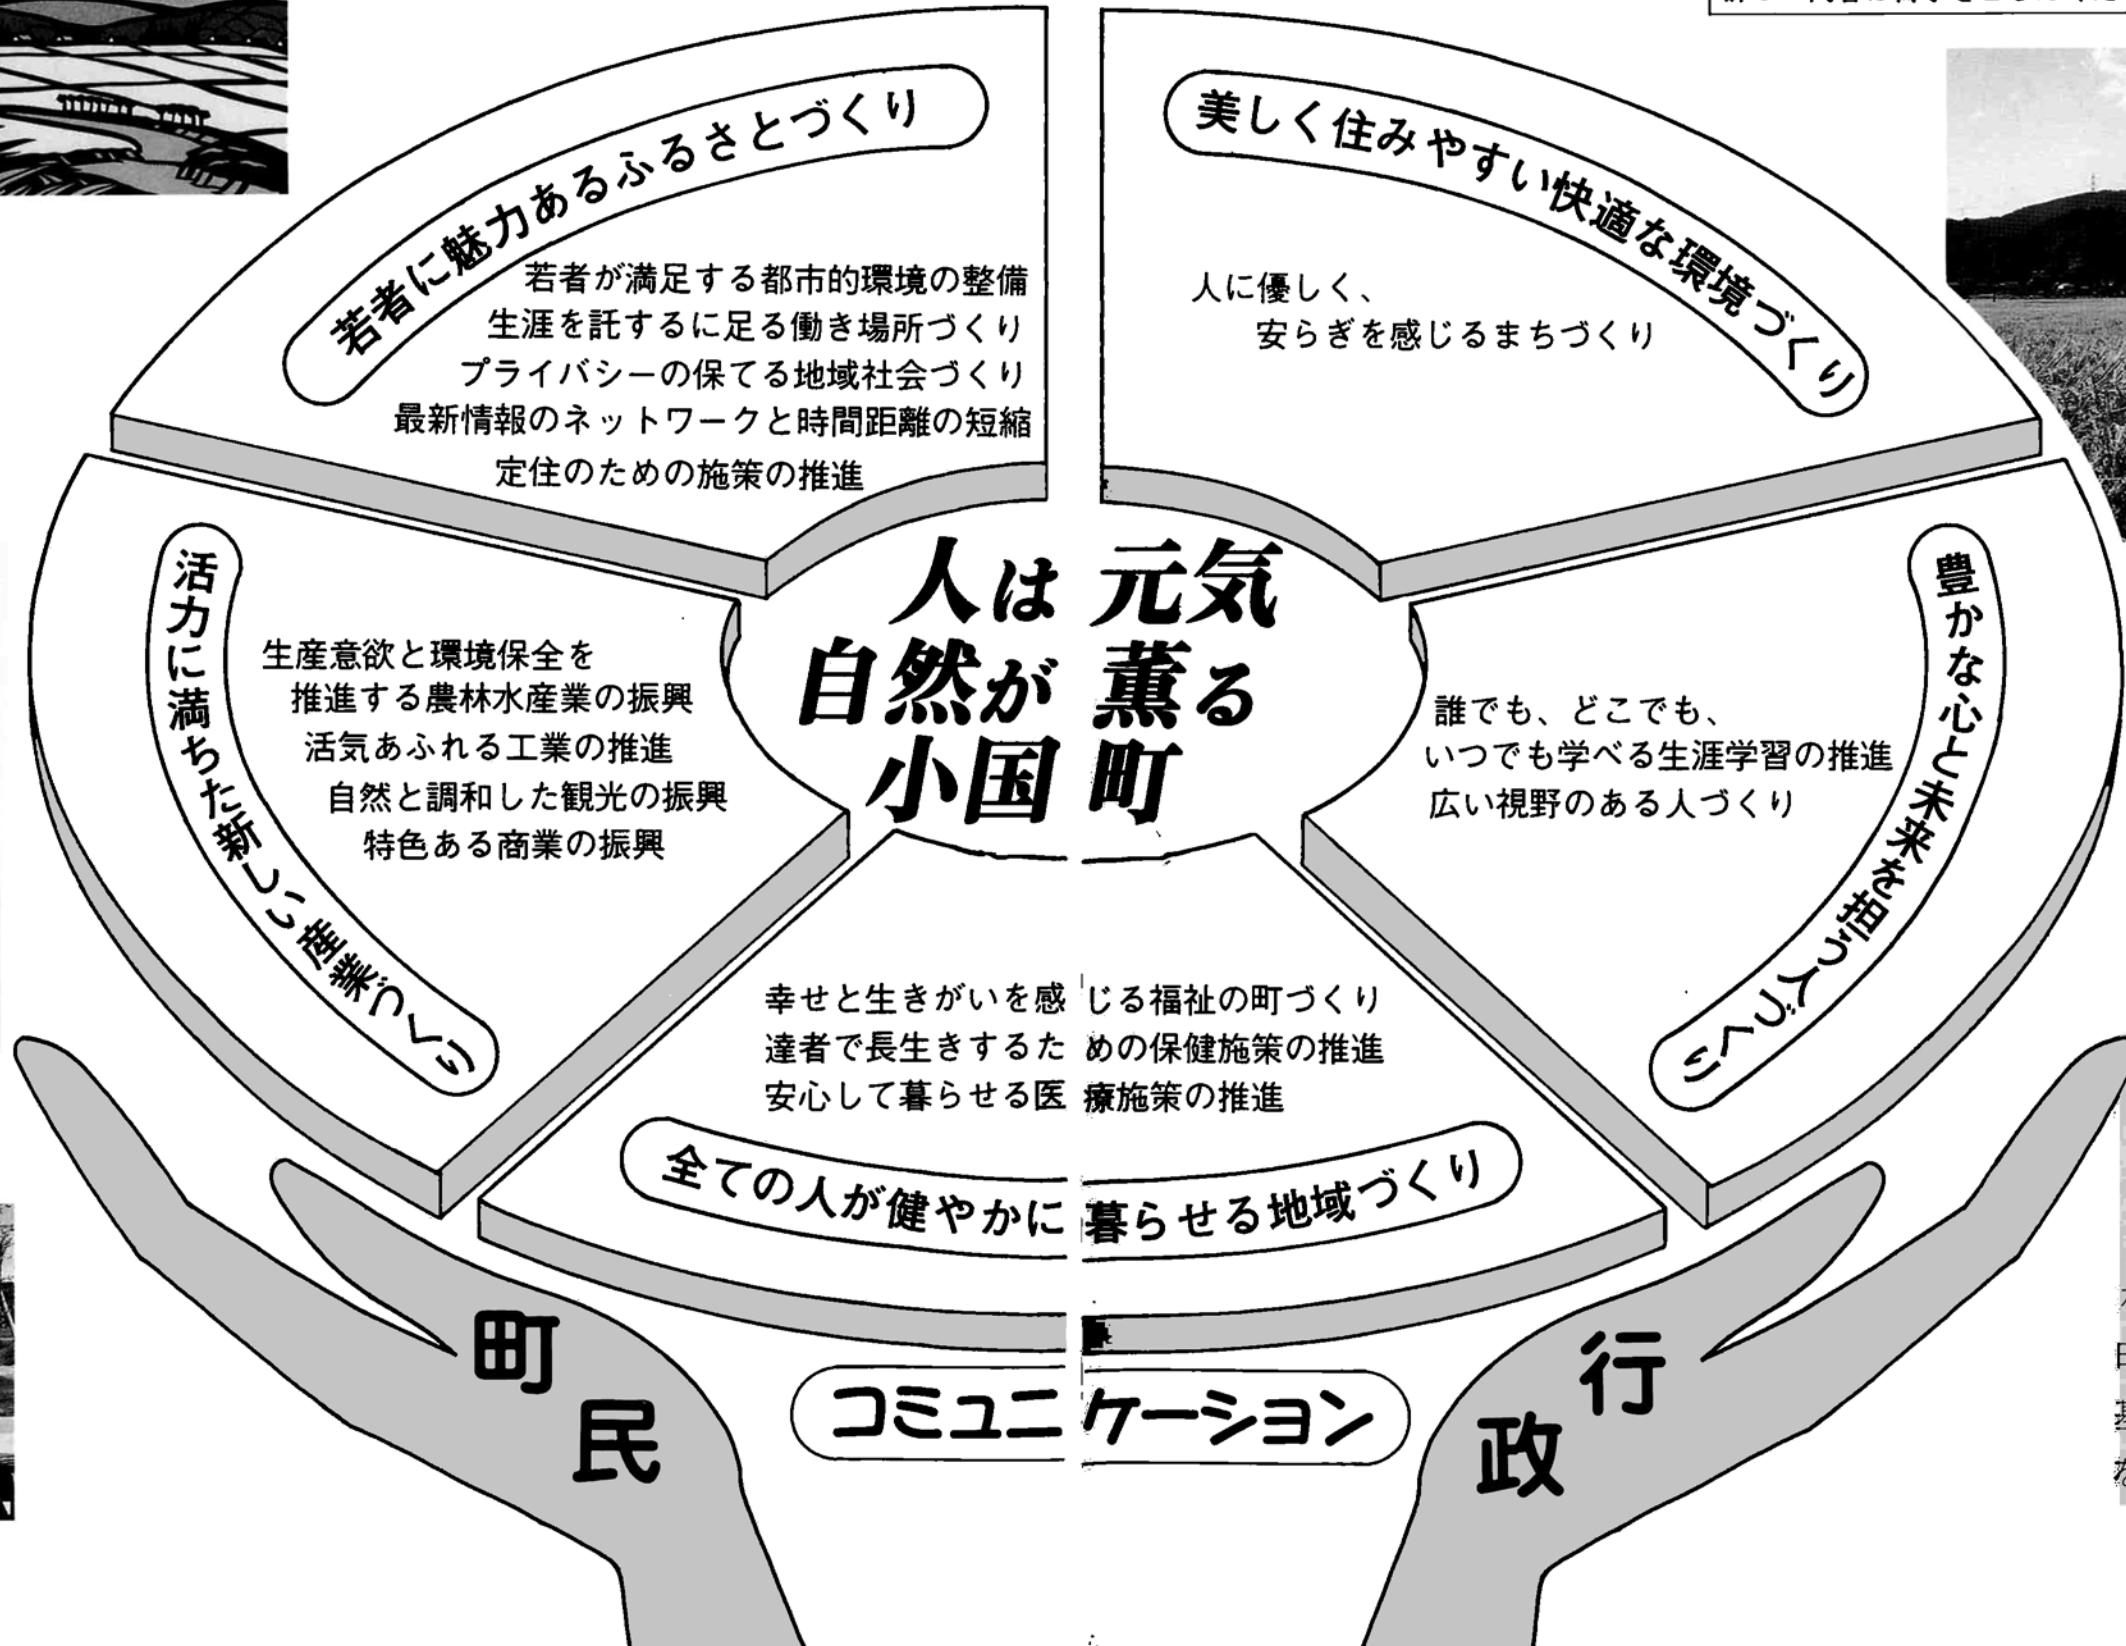 若者に魅力あるふるさとづくり
若者が満足する都市的環境の整備
生涯を託するに足る働き場所づくり
プライバシーの保てる地域社会づくり
最新情報のネットワークと時間距離の短縮
定住のための施策の推進
美しく住みやすい快適な環境づくり
人に優しく、
安らぎを感じるまちづくり
人は元気
自然が薫る
小国町
活力に満ちた新しい産業づくり
生産意欲と環境保全を
推進する農林水産業の振興
活気あふれる工業の推進
自然と調和した観光の振興
特色ある商業の振興
豊かな心と未来を担う人づくり
誰でも、どこでも、
いつでも学べる生涯学習の推進
広い視野のある人づくり
幸せと生きがいを感じる福祉の町づくり
達者で長生きするための保健施策の推進
安心して暮らせる医療施策の推進
全ての人が健やかに暮らせる地域づくり
町民
コミュニケーション
行政